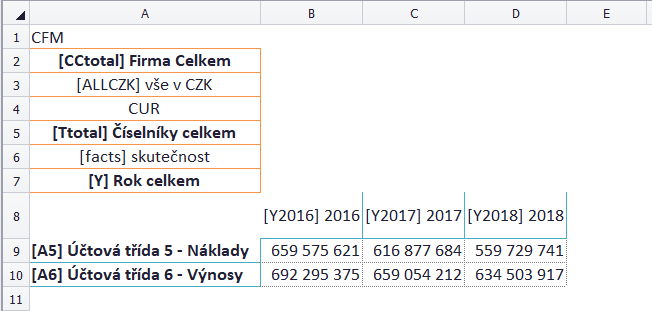 A B C D E
1 CFM
2 [CCtotal] Firma Celkem
3 [ALLCZK] vše v CZK
4 CUR
5 [Ttotal] Číselníky celkem
6 [facts] skutečnost
7 [Y] Rok celkem
8 [Y2016] 2016 [Y2017] 2017 [Y2018] 2018
9 [A5] Účtová třída 5 - Náklady 659 575 621 616 877 684 559 729 741
10 [A6] Účtová třída 6 - Výnosy 692 295 375 659 054 212 634 503 917
11